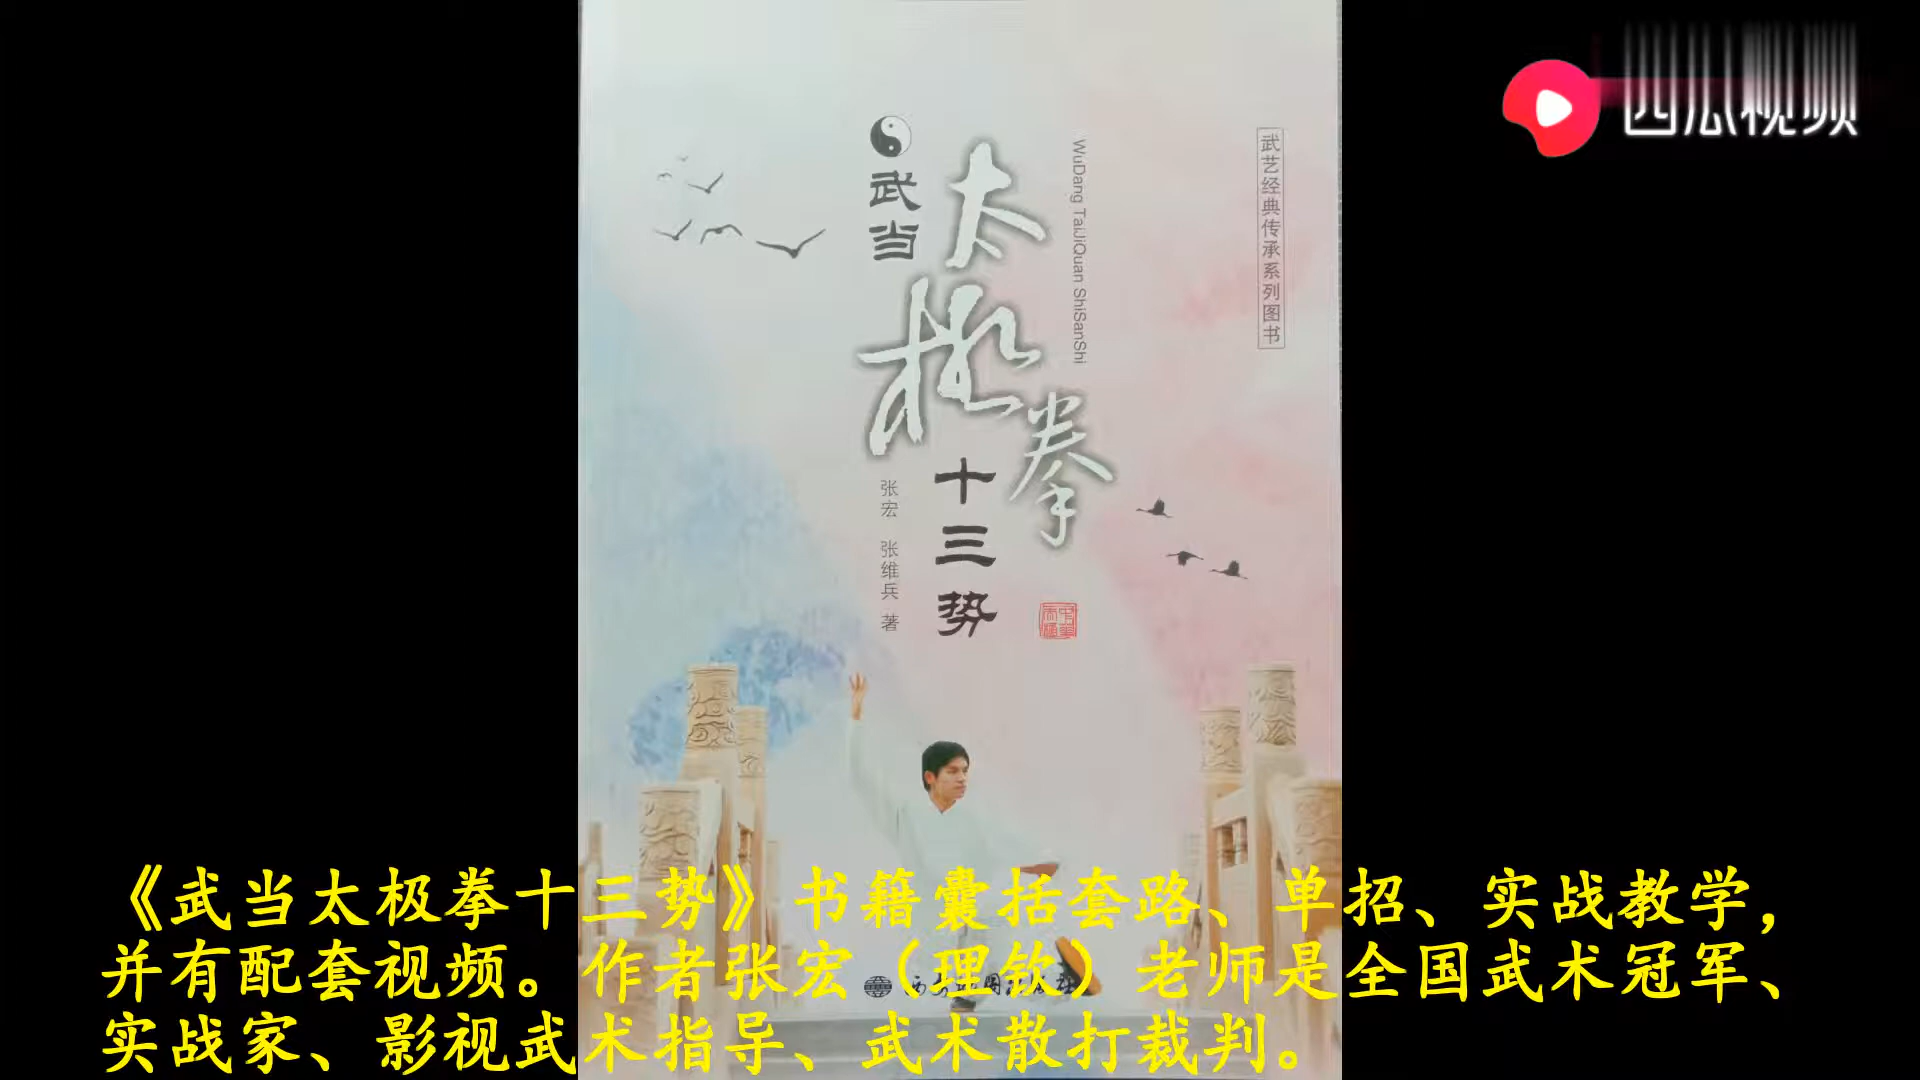 西瓜视频
武艺经典传承系列图书
WuDang TaiJiQuan ShiSanShi
武当
太极拳
十三势
张宏 张维兵 著
《武当太极拳十三势》书籍囊括套路、单招、实战教学，
并有配套视频。作者张宏（理钦）老师是全国武术冠军、
实战家、影视武术指导、武术散打裁判。